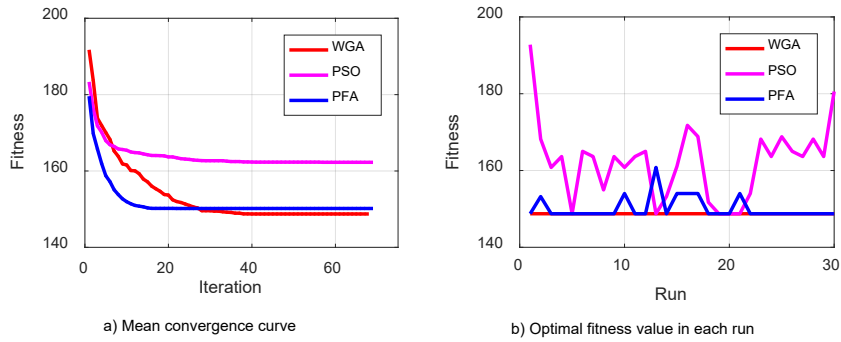 200
180
160
140
Fitness
WGA
PSO
PFA
0
20
40
60
Iteration
a) Mean convergence curve
200
180
160
140
Fitness
WGA
PSO
PFA
0
10
20
30
Run
b) Optimal fitness value in each run